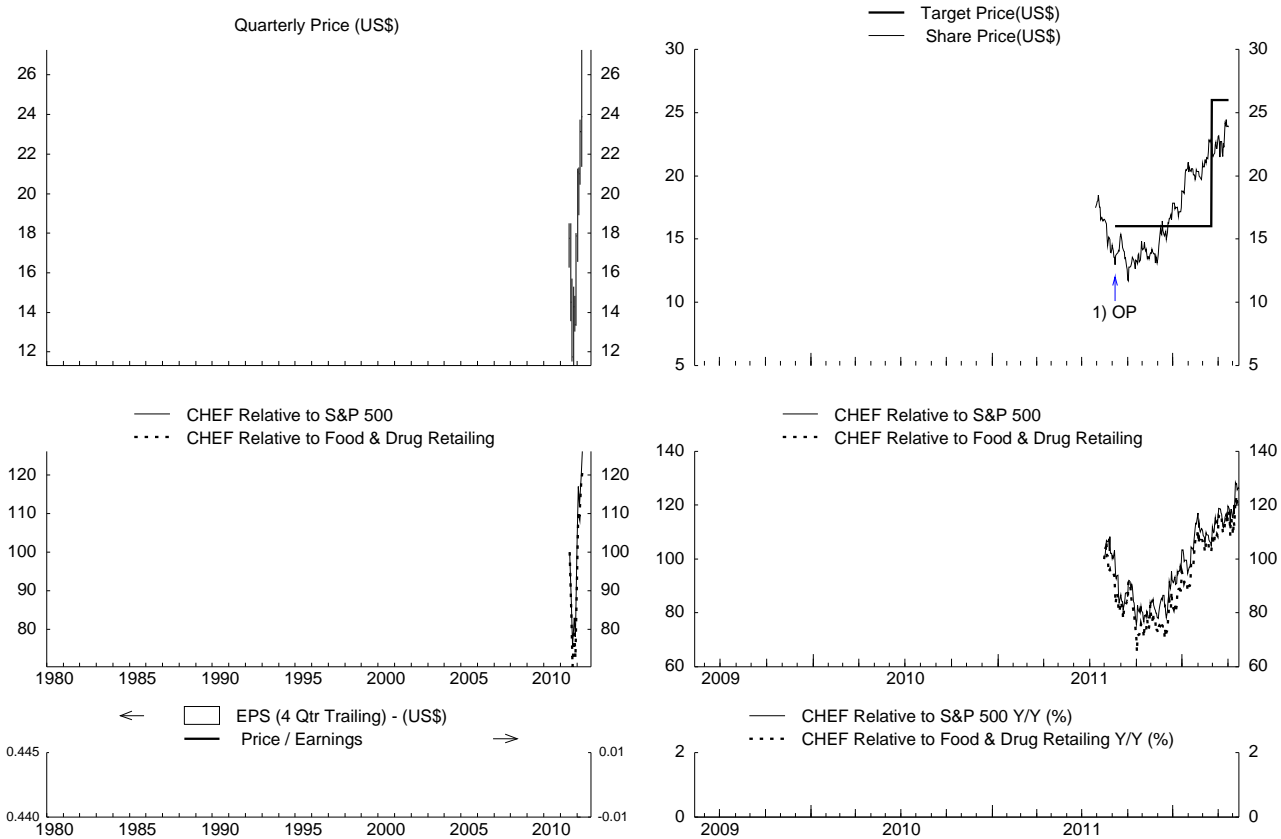 Quarterly Price (US$)
26 26
24 24
22 22
20 20
18 18
16 16
14 14
12 12
Target Price(US$)
Share Price(US$)
30 30
25 25
20 20
15 15
10 10
5 5
1) OP
CHEF Relative to S&P 500
CHEF Relative to Food & Drug Retailing
120 120
110 110
100 100
90 90
80 80
1980 1985 1990 1995 2000 2005 2010
CHEF Relative to S&P 500
CHEF Relative to Food & Drug Retailing
140 140
120 120
100 100
80 80
60 60
2009 2010 2011
EPS (4 Qtr Trailing) - (US$)
Price / Earnings
0.445 0.01
0.440 -0.01
1980 1985 1990 1995 2000 2005 2010
CHEF Relative to S&P 500 Y/Y (%)
CHEF Relative to Food & Drug Retailing Y/Y (%)
2 2
0 0
2009 2010 2011